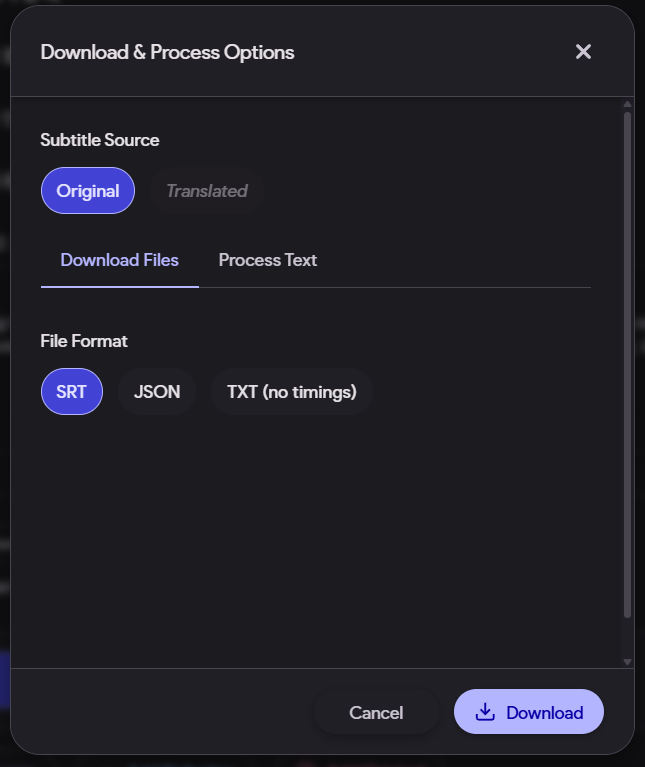 Download & Process Options
Subtitle Source
Original Translated
Download Files Process Text
File Format
SRT JSON TXT (no timings)
Cancel Download